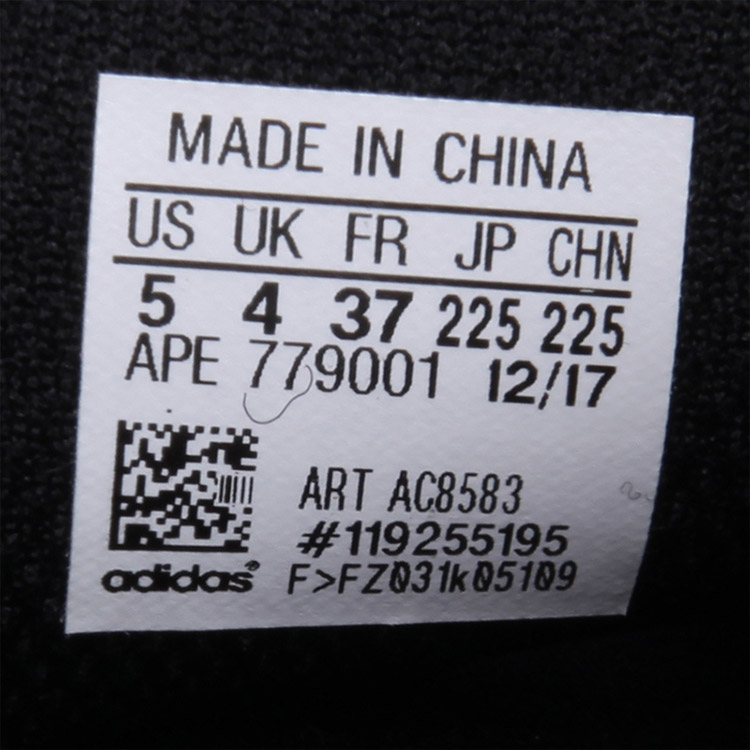 MADE IN CHINA
US UK FR JP CHN
5 4 37 225 225
APE 779001 12/17
ART AC8583
#119255195
adidas® F>FZ031k05109